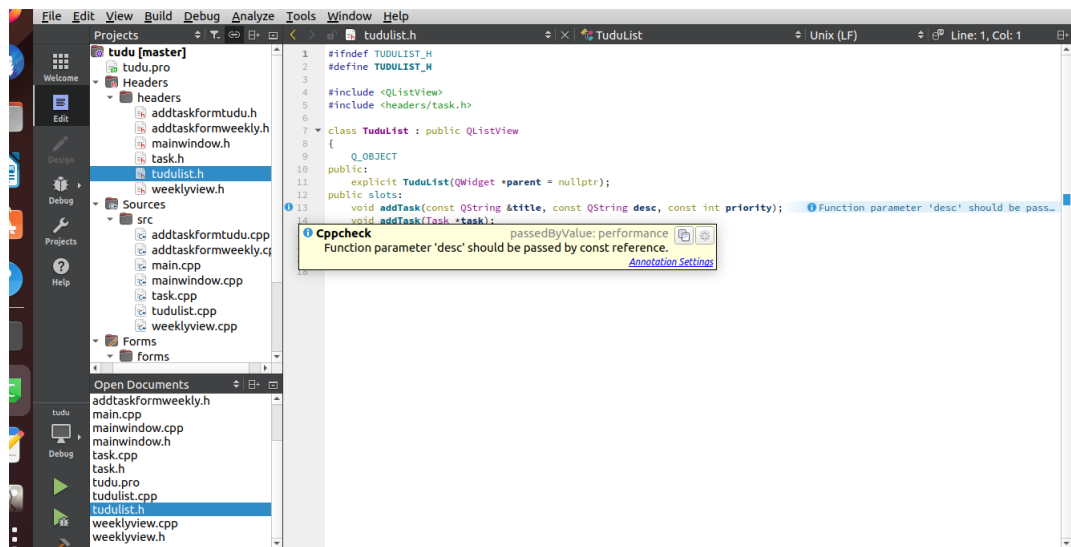 File Edit View Build Debug Analyze Tools Window Help
Projects
tudulist.h
TuduList
Unix (LF)
Line: 1, Col: 1
Welcome
Edit
Design
Debug
Projects
Help
tudu
Debug
tudu [master]
tudu.pro
Headers
headers
addtaskformtudu.h
addtaskformweekly.h
mainwindow.h
task.h
tudulist.h
weeklyview.h
Sources
src
addtaskformtudu.cpp
addtaskformweekly.cp
main.cpp
mainwindow.cpp
task.cpp
tudulist.cpp
weeklyview.cpp
Forms
forms
Open Documents
addtaskformweekly.h
main.cpp
mainwindow.cpp
mainwindow.h
task.cpp
task.h
tudu.pro
tudulist.cpp
tudulist.h
weeklyview.cpp
weeklyview.h
1 #ifndef TUDULIST_H
2 #define TUDULIST_H
3
4 #include <QListView>
5 #include <headers/task.h>
6
7 class TuduList : public QListView
8 {
9 Q_OBJECT
10 public:
11 explicit TuduList(QWidget *parent = nullptr);
12 public slots:
13 void addTask(const QString &title, const QString desc, const int priority); Function parameter 'desc' should be pass…
14 void addTask(Task *task);
Cppcheck passedByValue: performance
Function parameter 'desc' should be passed by const reference.
Annotation Settings
18